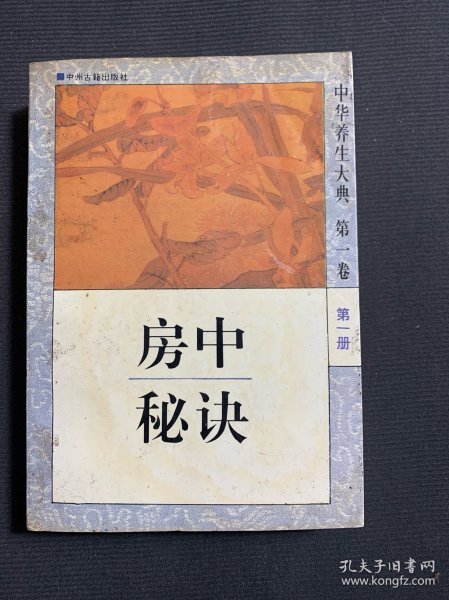 中州古籍出版社
中华养生大典 第一卷
第一册
房中
秘诀
孔夫子旧书网
www.kongfz.com